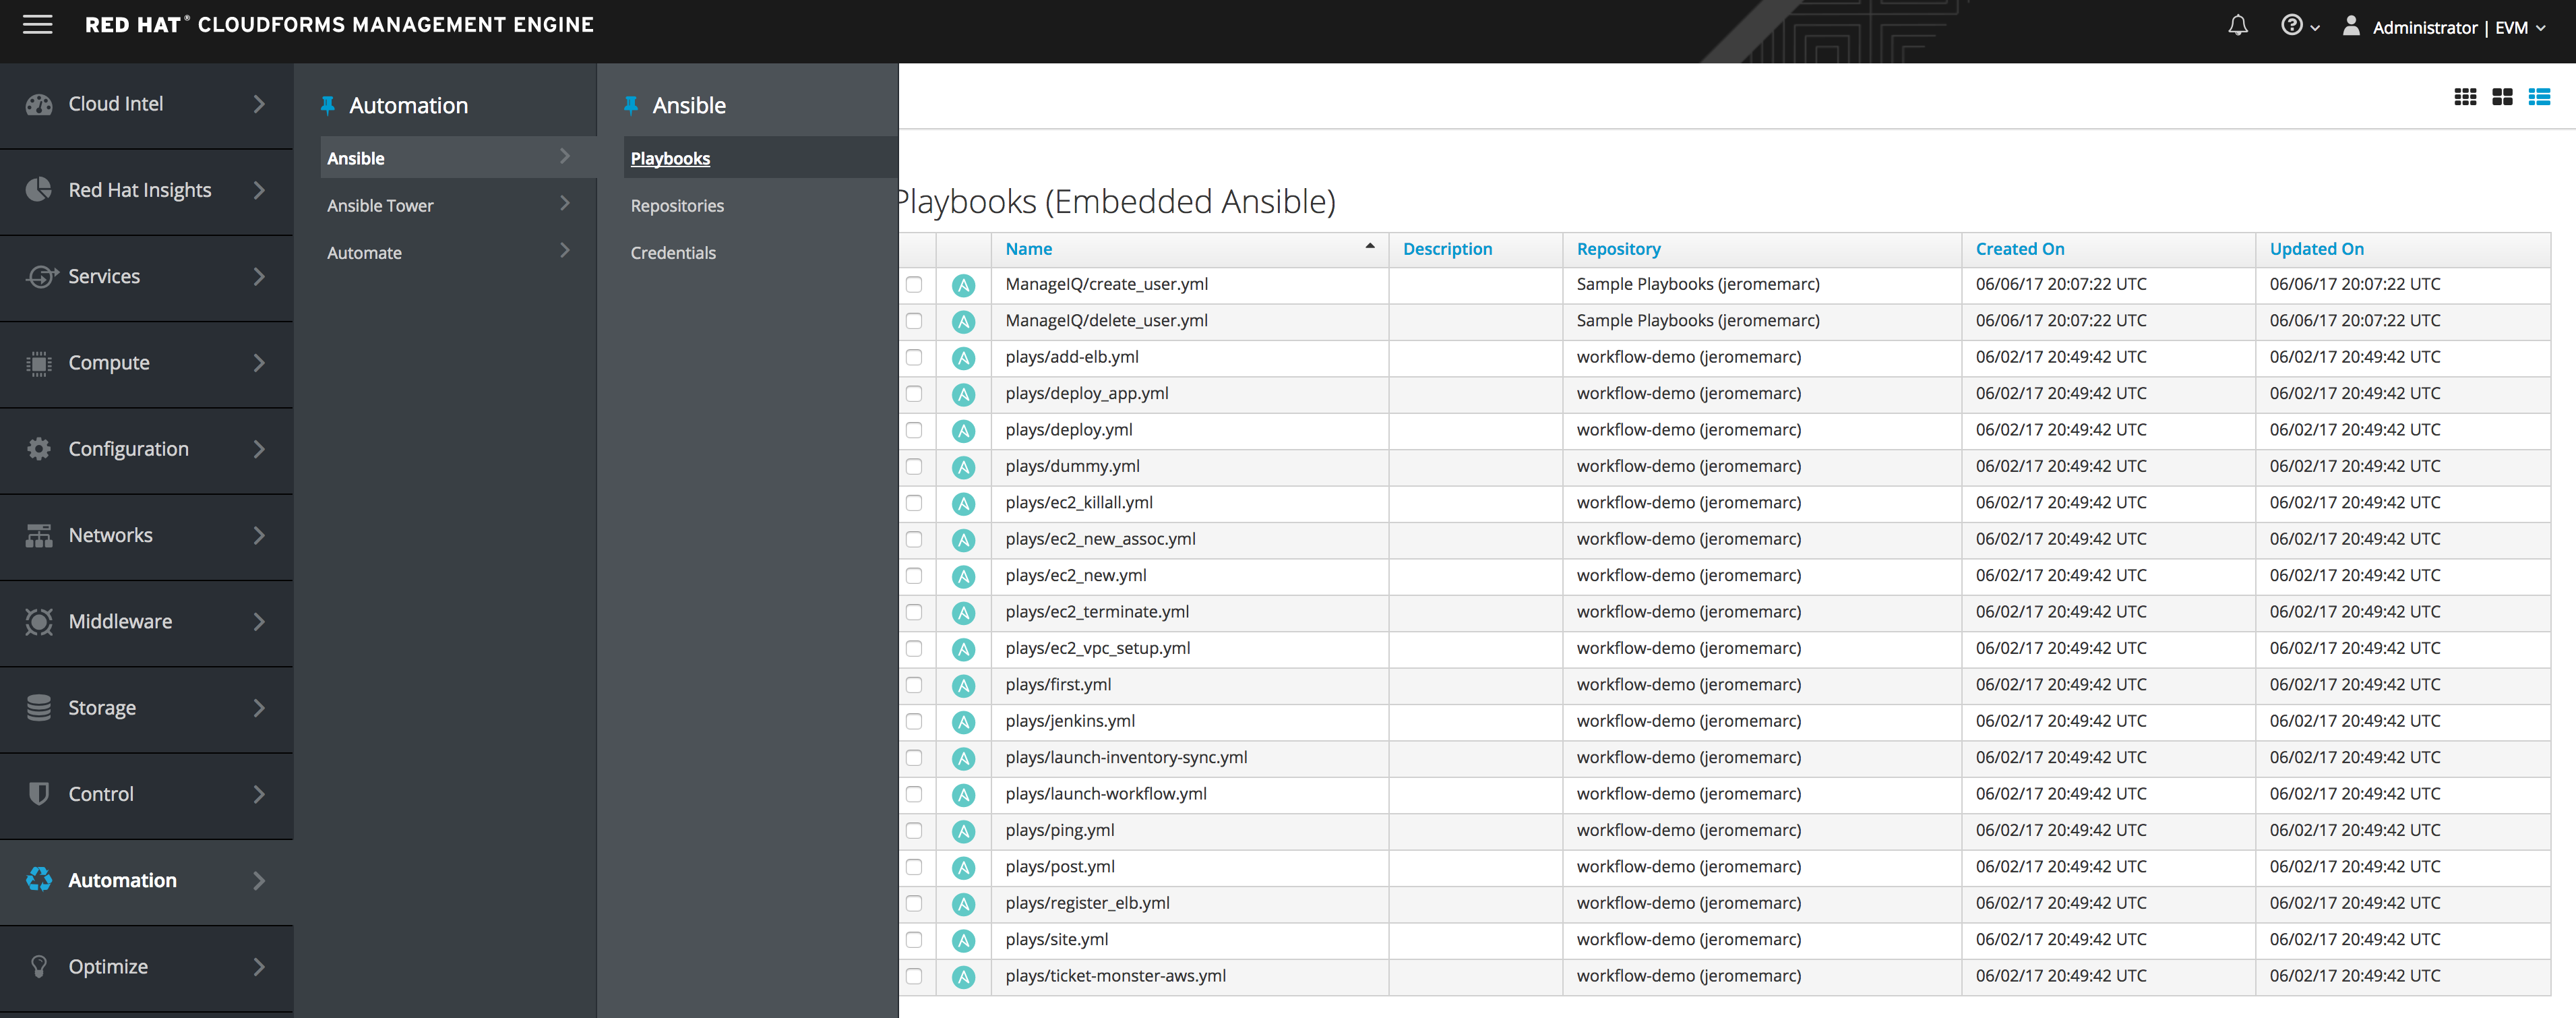 RED HAT® CLOUDFORMS MANAGEMENT ENGINE
Administrator | EVM
Cloud Intel
Red Hat Insights
Services
Compute
Configuration
Networks
Middleware
Storage
Control
Automation
Optimize
Automation
Ansible
Ansible Tower
Automate
Ansible
Playbooks
Repositories
Credentials
Playbooks (Embedded Ansible)
Name Description Repository Created On Updated On
ManageIQ/create_user.yml Sample Playbooks (jeromemarc) 06/06/17 20:07:22 UTC 06/06/17 20:07:22 UTC
ManageIQ/delete_user.yml Sample Playbooks (jeromemarc) 06/06/17 20:07:22 UTC 06/06/17 20:07:22 UTC
plays/add-elb.yml workflow-demo (jeromemarc) 06/02/17 20:49:42 UTC 06/02/17 20:49:42 UTC
plays/deploy_app.yml workflow-demo (jeromemarc) 06/02/17 20:49:42 UTC 06/02/17 20:49:42 UTC
plays/deploy.yml workflow-demo (jeromemarc) 06/02/17 20:49:42 UTC 06/02/17 20:49:42 UTC
plays/dummy.yml workflow-demo (jeromemarc) 06/02/17 20:49:42 UTC 06/02/17 20:49:42 UTC
plays/ec2_killall.yml workflow-demo (jeromemarc) 06/02/17 20:49:42 UTC 06/02/17 20:49:42 UTC
plays/ec2_new_assoc.yml workflow-demo (jeromemarc) 06/02/17 20:49:42 UTC 06/02/17 20:49:42 UTC
plays/ec2_new.yml workflow-demo (jeromemarc) 06/02/17 20:49:42 UTC 06/02/17 20:49:42 UTC
plays/ec2_terminate.yml workflow-demo (jeromemarc) 06/02/17 20:49:42 UTC 06/02/17 20:49:42 UTC
plays/ec2_vpc_setup.yml workflow-demo (jeromemarc) 06/02/17 20:49:42 UTC 06/02/17 20:49:42 UTC
plays/first.yml workflow-demo (jeromemarc) 06/02/17 20:49:42 UTC 06/02/17 20:49:42 UTC
plays/jenkins.yml workflow-demo (jeromemarc) 06/02/17 20:49:42 UTC 06/02/17 20:49:42 UTC
plays/launch-inventory-sync.yml workflow-demo (jeromemarc) 06/02/17 20:49:42 UTC 06/02/17 20:49:42 UTC
plays/launch-workflow.yml workflow-demo (jeromemarc) 06/02/17 20:49:42 UTC 06/02/17 20:49:42 UTC
plays/ping.yml workflow-demo (jeromemarc) 06/02/17 20:49:42 UTC 06/02/17 20:49:42 UTC
plays/post.yml workflow-demo (jeromemarc) 06/02/17 20:49:42 UTC 06/02/17 20:49:42 UTC
plays/register_elb.yml workflow-demo (jeromemarc) 06/02/17 20:49:42 UTC 06/02/17 20:49:42 UTC
plays/site.yml workflow-demo (jeromemarc) 06/02/17 20:49:42 UTC 06/02/17 20:49:42 UTC
plays/ticket-monster-aws.yml workflow-demo (jeromemarc) 06/02/17 20:49:42 UTC 06/02/17 20:49:42 UTC